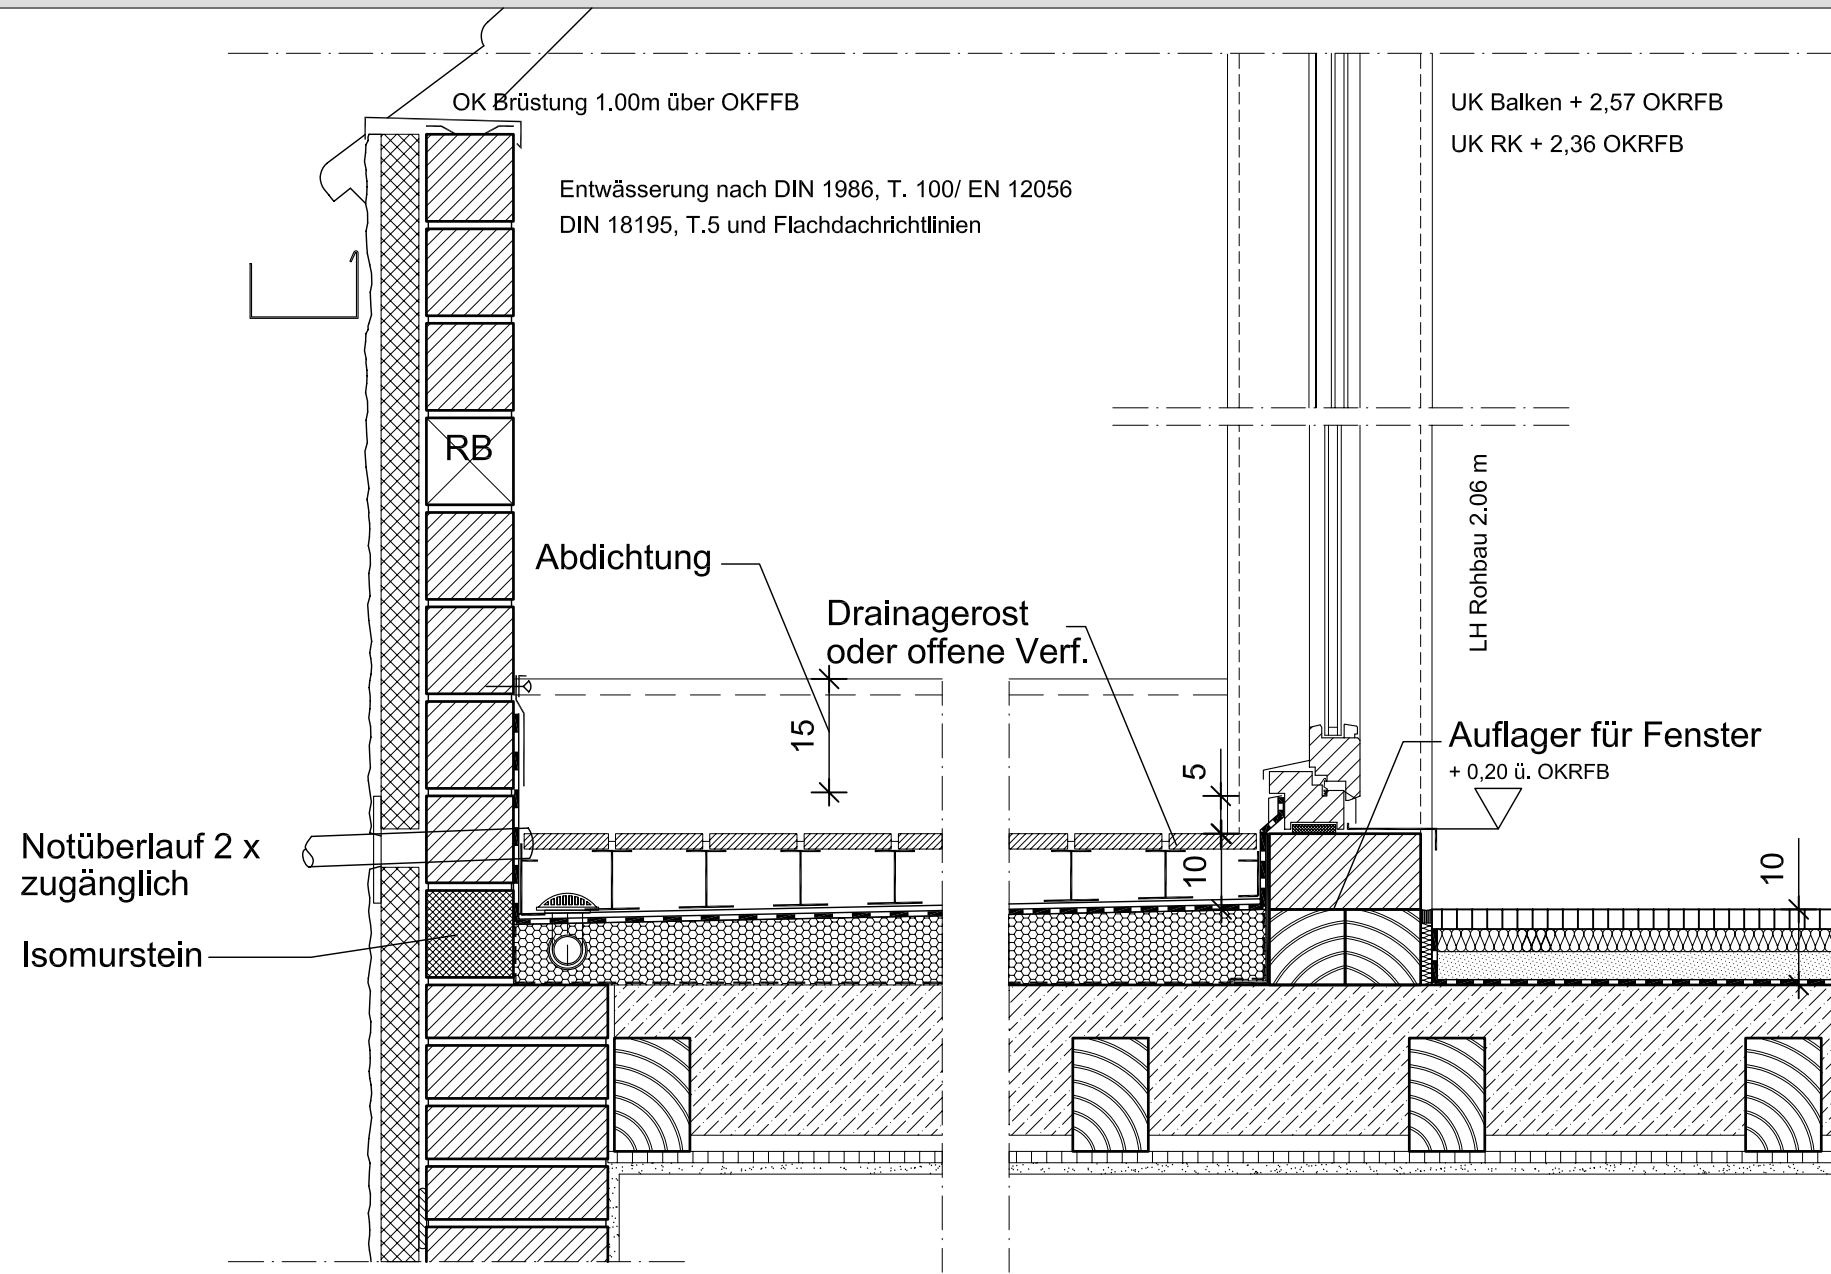 OK Brüstung 1.00m über OKFFB
UK Balken + 2,57 OKRFB
UK RK + 2,36 OKRFB
Entwässerung nach DIN 1986, T. 100/ EN 12056
DIN 18195, T.5 und Flachdachrichtlinien
RB
LH Rohbau 2.06 m
Abdichtung
Drainagerost
oder offene Verf.
15
5
Auflager für Fenster
+ 0,20 ü. OKRFB
Notüberlauf 2 x
zugänglich
10
10
Isomurstein